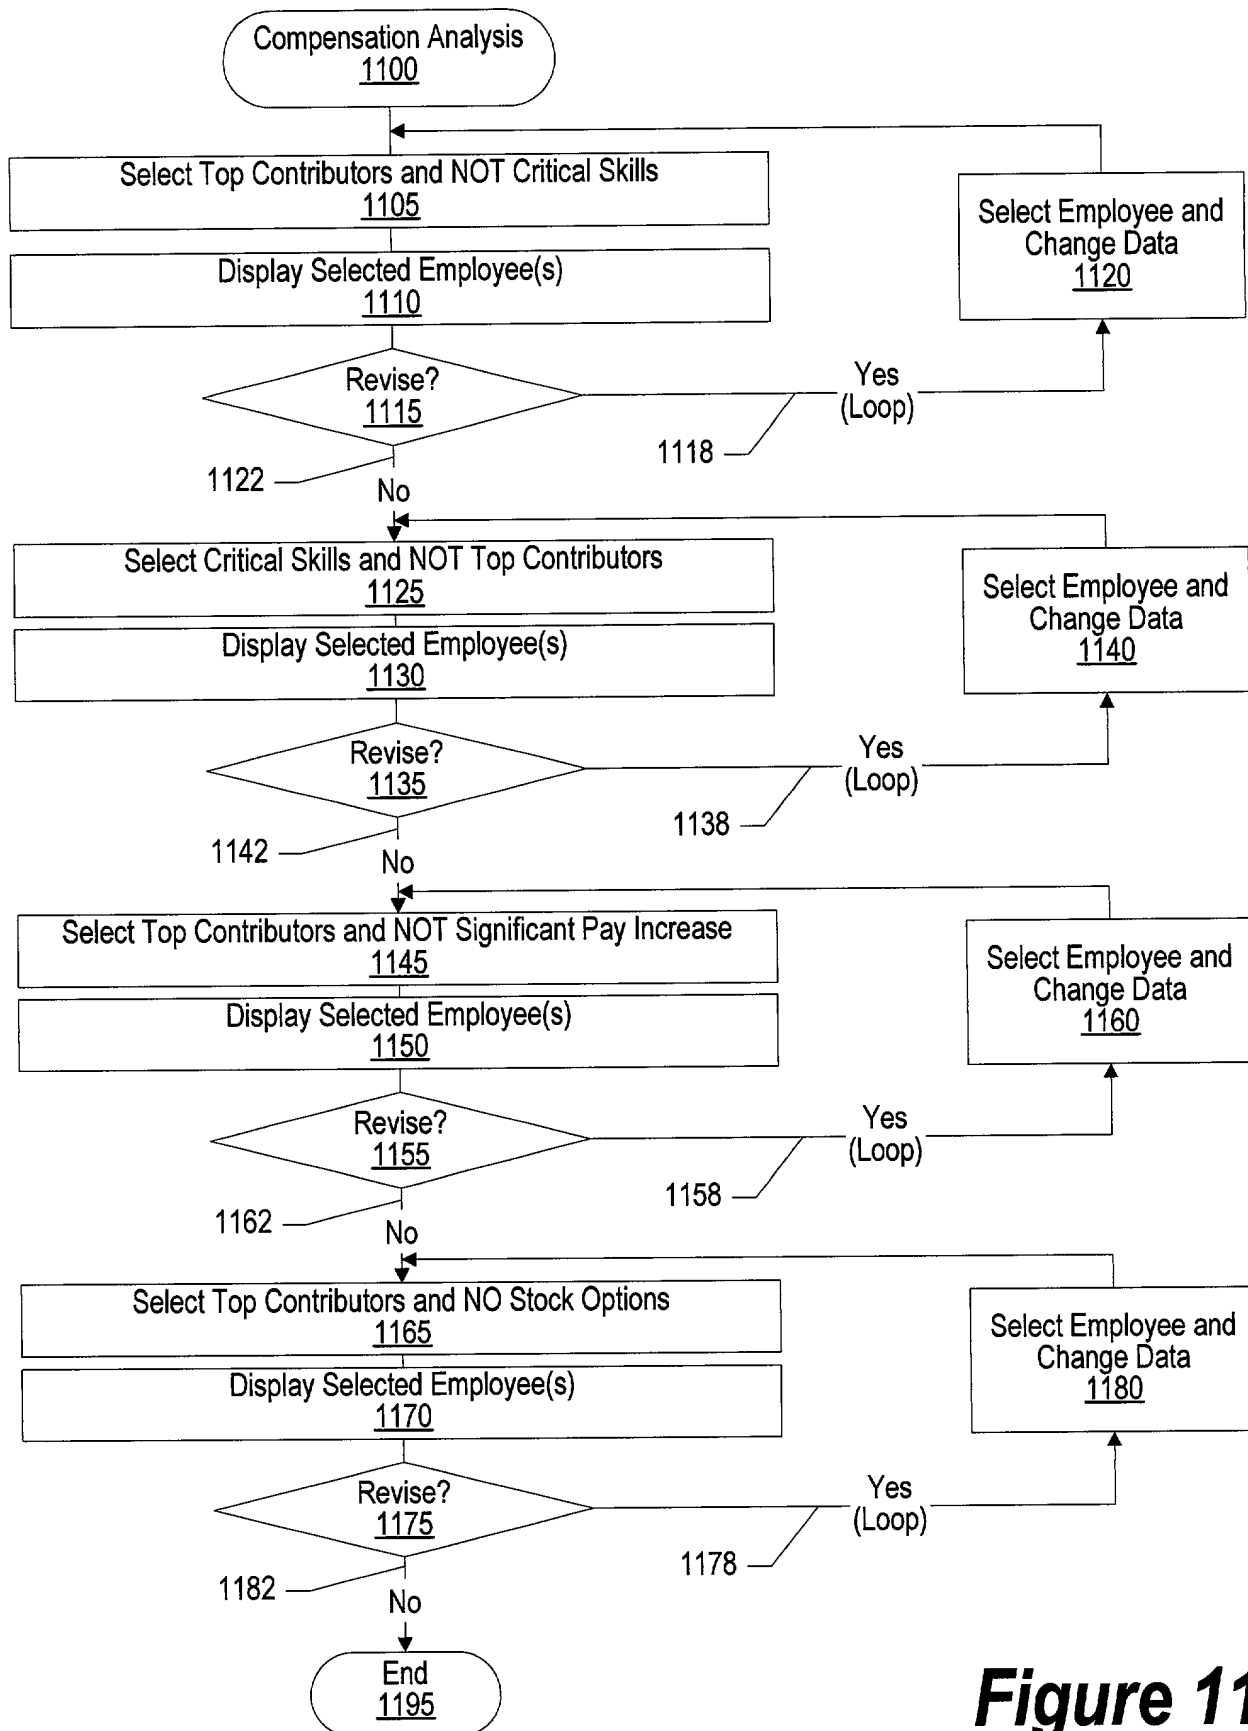 Compensation Analysis
1100
Select Top Contributors and NOT Critical Skills
1105
Select Employee and
Change Data
1120
Display Selected Employee(s)
1110
Revise?
1115
Yes
(Loop)
1118
1122
No
Select Critical Skills and NOT Top Contributors
1125
Select Employee and
Change Data
1140
Display Selected Employee(s)
1130
Revise?
1135
Yes
(Loop)
1138
1142
No
Select Top Contributors and NOT Significant Pay Increase
1145
Select Employee and
Change Data
1160
Display Selected Employee(s)
1150
Revise?
1155
Yes
(Loop)
1158
1162
No
Select Top Contributors and NO Stock Options
1165
Select Employee and
Change Data
1180
Display Selected Employee(s)
1170
Revise?
1175
Yes
(Loop)
1178
1182
No
End
1195
Figure 11